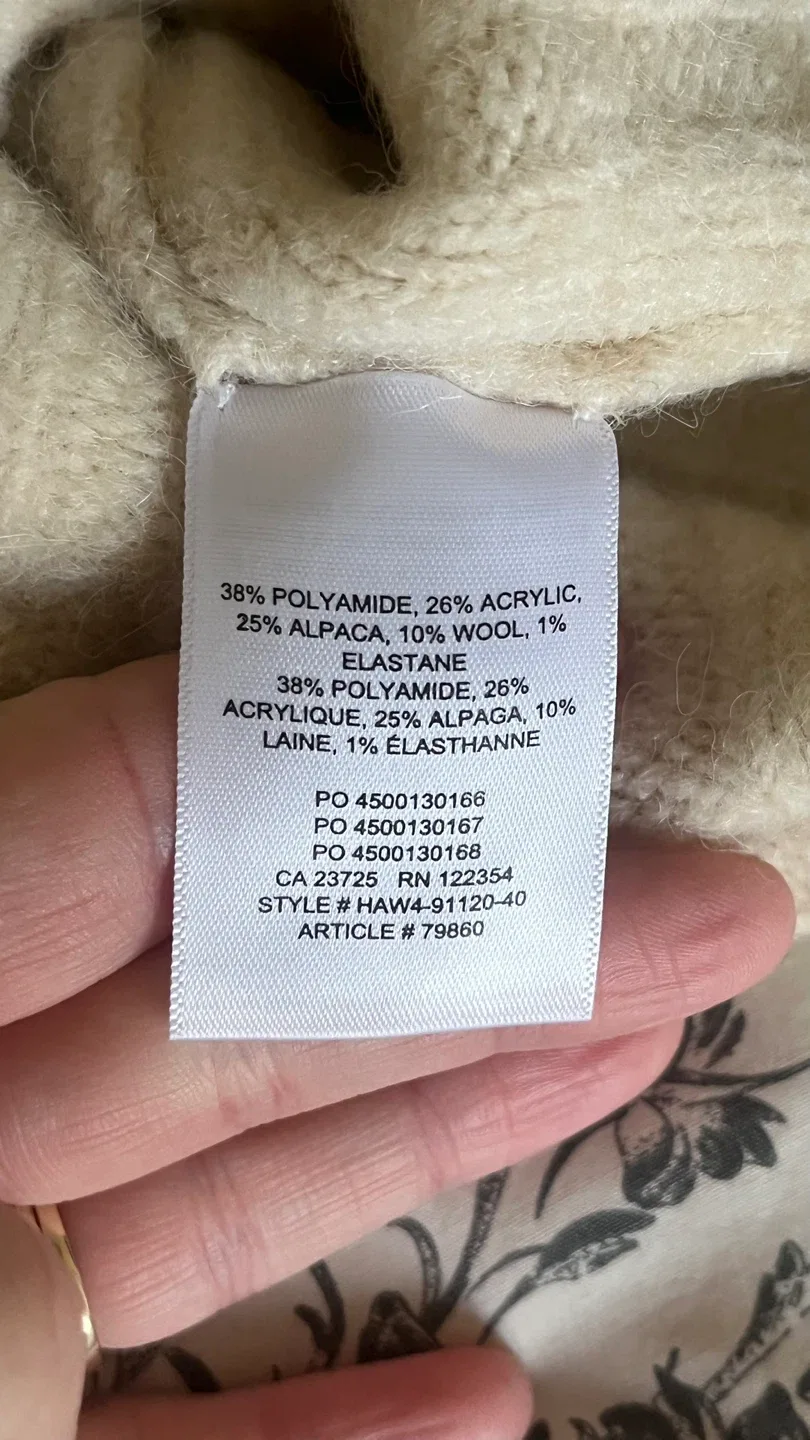 38% POLYAMIDE, 26% ACRYLIC,
25% ALPACA, 10% WOOL, 1%
ELASTANE
38% POLYAMIDE, 26%
ACRYLIQUE, 25% ALPAGA, 10%
LAINE, 1% ÉLASTHANNE
PO 4500130166
PO 4500130167
PO 4500130168
CA 23725 RN 122354
STYLE # HAW4-91120-40
ARTICLE # 79860